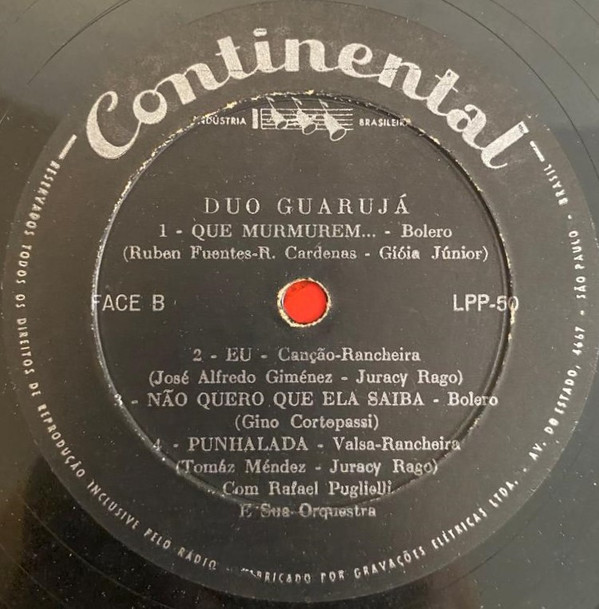 Continental
INDÚSTRIA BRASILEIRA
DUO GUARUJÁ
1 - QUE MURMUREM... - Bolero
(Ruben Fuentes-R. Cardenas - Gióia Júnior)
FACE B
LPP-50
2 - EU - Canção-Rancheira
(José Alfredo Giménez - Juracy Rago)
3 - NÃO QUERO QUE ELA SAIBA - Bolero
(Gino Cortopassi)
4 - PUNHALADA - Valsa-Rancheira
(Tomáz Méndez - Juracy Rago)
Com Rafael Puglielli
E Sua Orquestra
RESERVADOS TODOS OS DIREITOS DE REPRODUÇÃO INCLUSIVE PELO RÁDIO - FABRICADO POR GRAVAÇÕES ELÉTRICAS LTDA. - AV. DO ESTADO, 4667 - SÃO PAULO - BRASIL